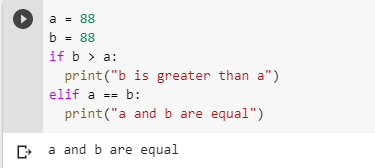 a = 88
b = 88
if b > a:
  print("b is greater than a")
elif a == b:
  print("a and b are equal")
a and b are equal